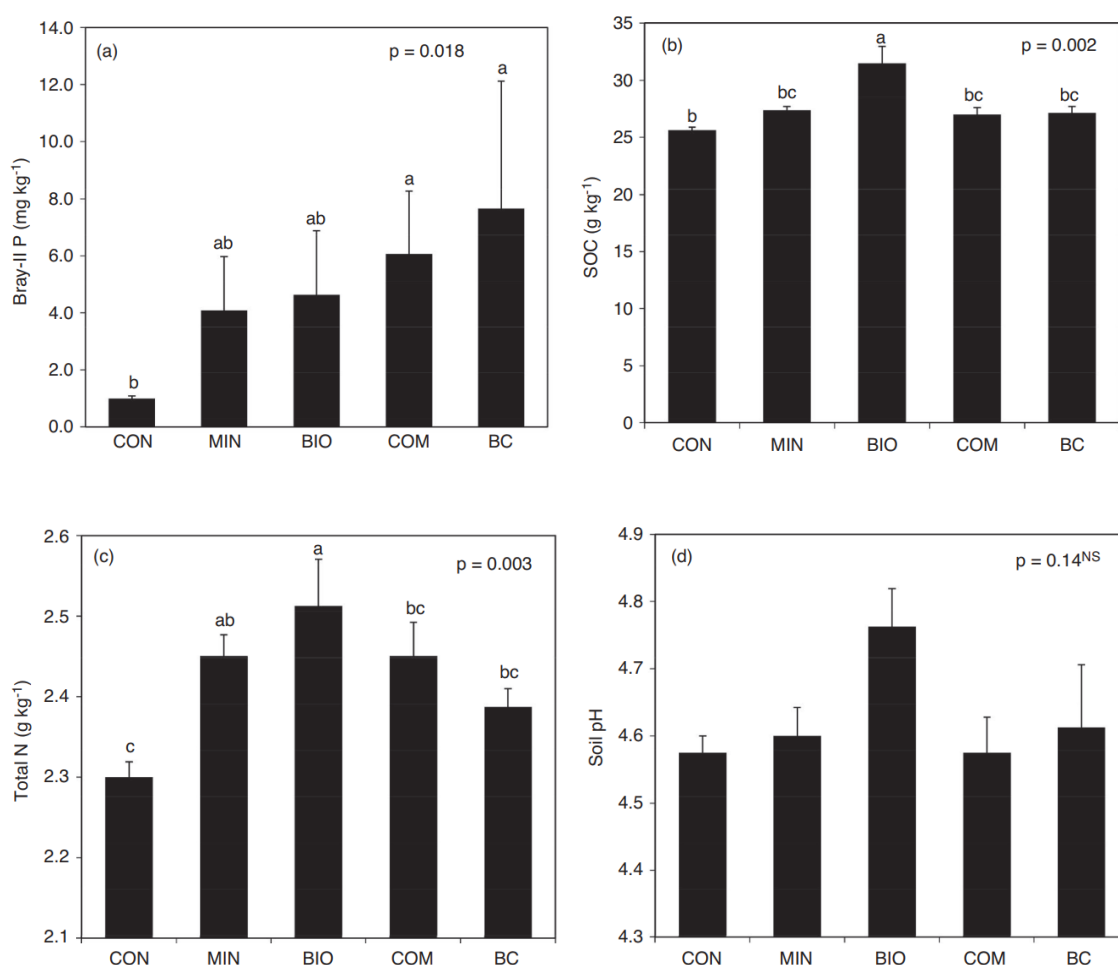 (a)
p = 0.018
Bray-II P (mg kg⁻¹)
14.0
12.0
10.0
8.0
6.0
4.0
2.0
0.0
b
ab
ab
a
a
CON MIN BIO COM BC
(b)
p = 0.002
SOC (g kg⁻¹)
35
30
25
20
15
10
5
0
b
bc
a
bc
bc
CON MIN BIO COM BC
(c)
p = 0.003
Total N (g kg⁻¹)
2.6
2.5
2.4
2.3
2.2
2.1
c
ab
a
bc
bc
CON MIN BIO COM BC
(d)
p = 0.14ᴺˢ
Soil pH
4.9
4.8
4.7
4.6
4.5
4.4
4.3
CON MIN BIO COM BC